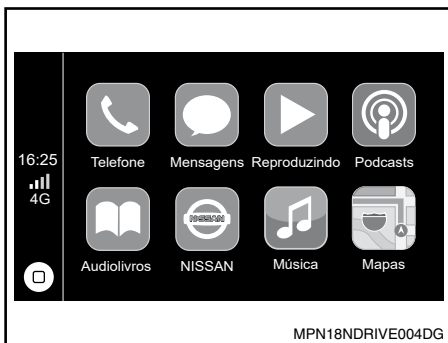 16:25
4G
Telefone Mensagens Reproduzindo Podcasts
NISSAN
Audiolivros NISSAN Música Mapas
MPN18NDRIVE004DG